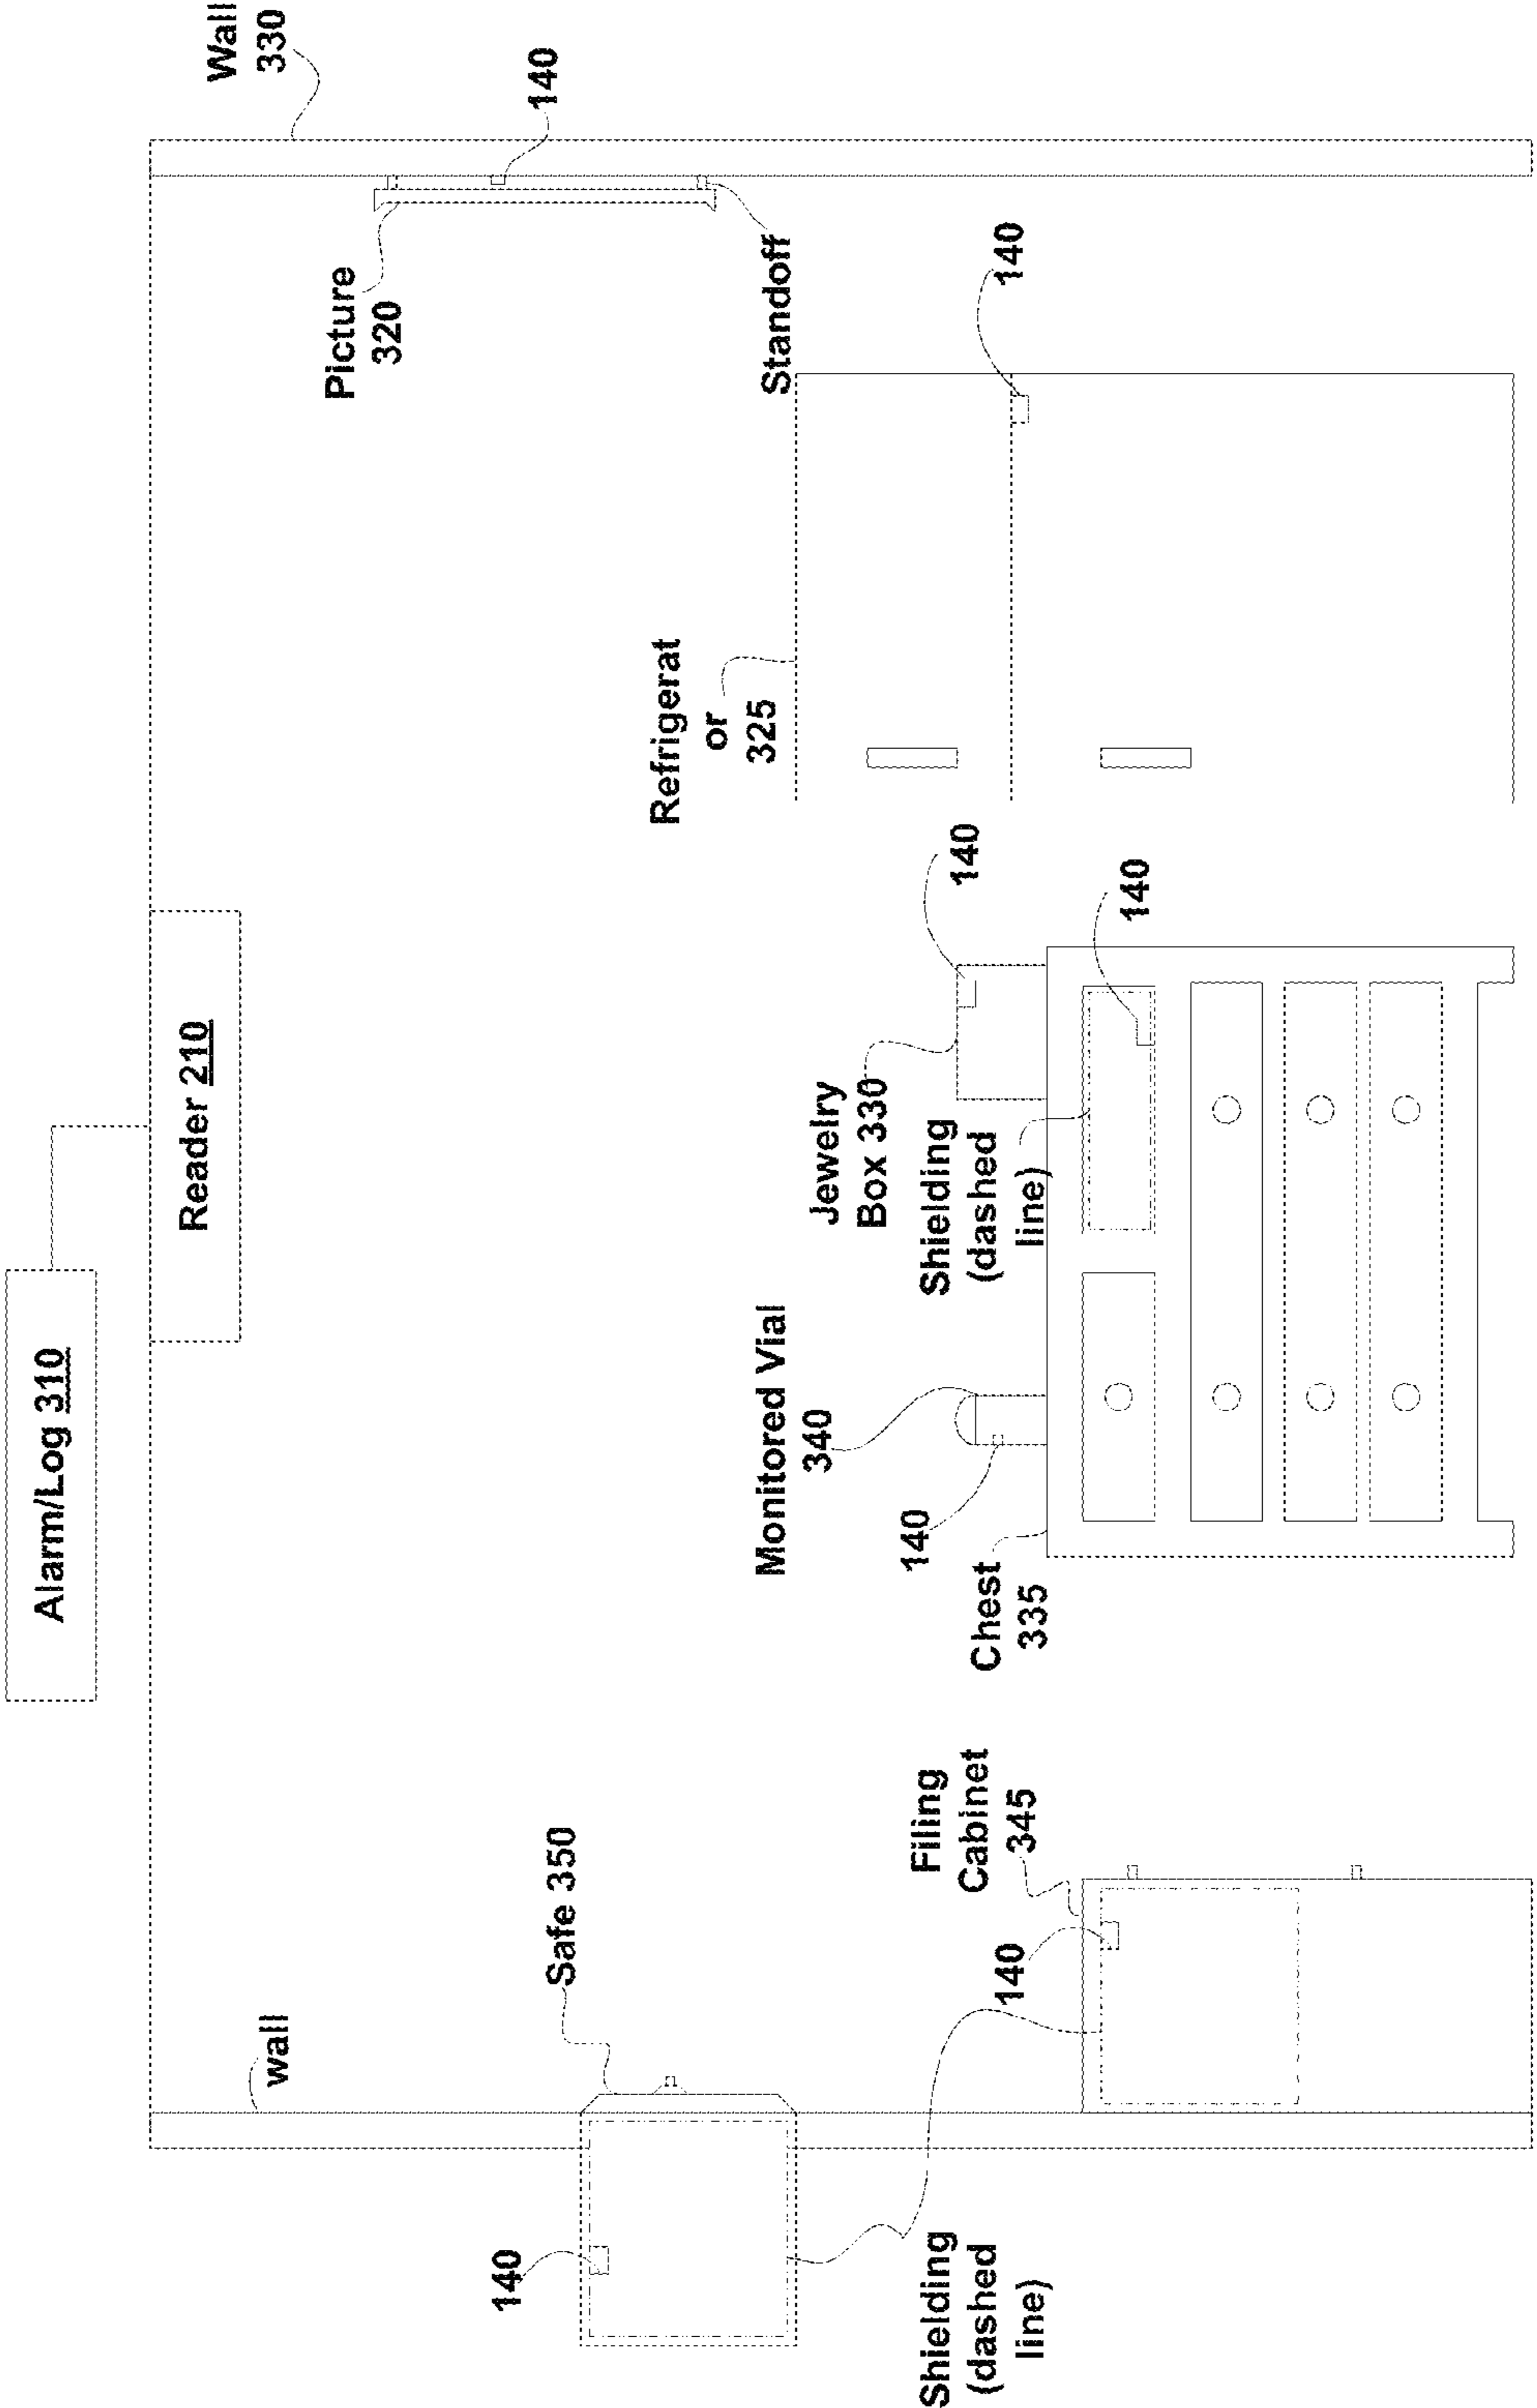 Alarm/Log 310
Reader 210
Wall
330
wall
140
Picture
320
Standoff
Safe 350
140
Refrigerat
or
325
140
Monitored Vial
340
Jewelry
Box 330
140
Shielding
(dashed
line)
140
140
Chest
335
Filing
Cabinet
345
140
Shielding
(dashed
line)